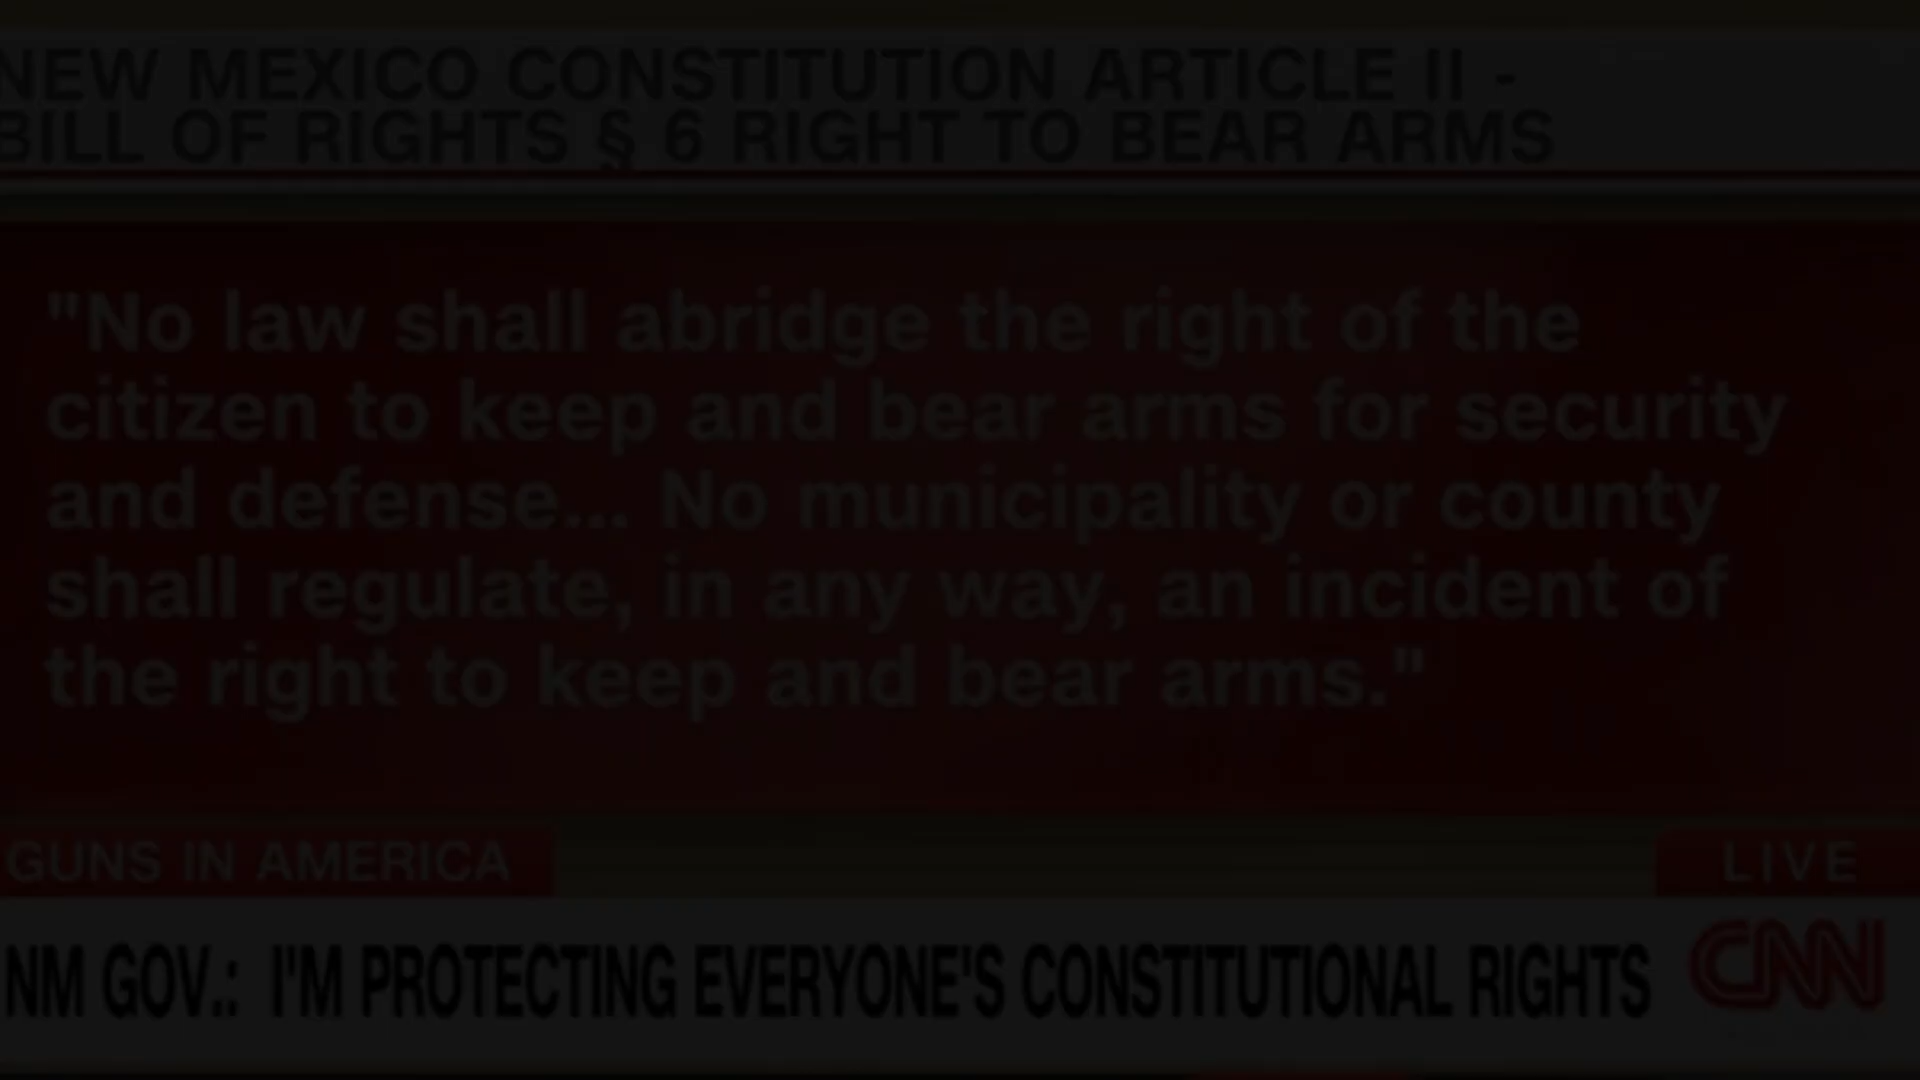 NEW MEXICO CONSTITUTION ARTICLE II -
BILL OF RIGHTS § 6 RIGHT TO BEAR ARMS
"No law shall abridge the right of the
citizen to keep and bear arms for security
and defense... No municipality or county
shall regulate, in any way, an incident of
the right to keep and bear arms."
GUNS IN AMERICA
LIVE
NM GOV.: I'M PROTECTING EVERYONE'S CONSTITUTIONAL RIGHTS
CNN